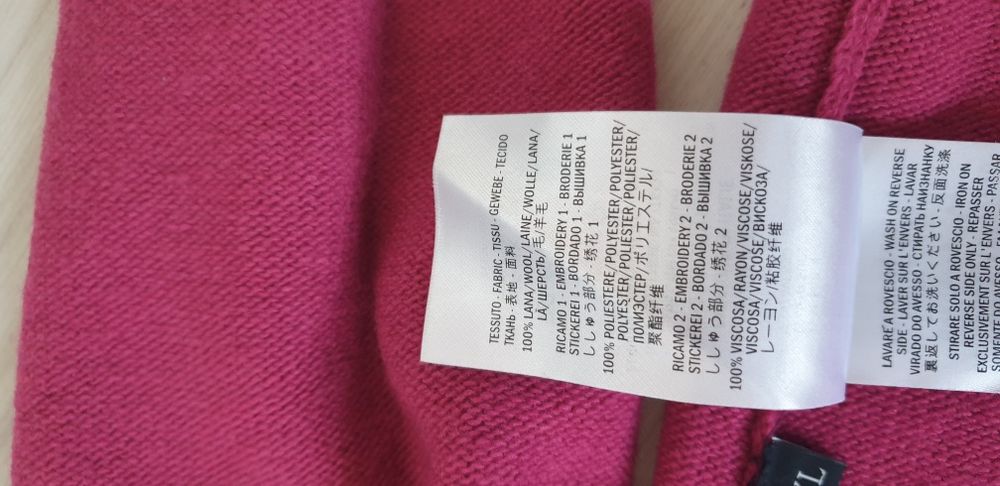 TESSUTO - FABRIC - TISSU - GEWEBE - TECIDO
ТКАНЬ - 表地 - 面料
100% LANA/WOOL/LAINE/WOLLE/LANA/
LÃ/ШЕРСТЬ/毛/羊毛
RICAMO 1 - EMBROIDERY 1 - BRODERIE 1
STICKEREI 1 - BORDADO 1 - ВЫШИВКА 1
ししゅう部分 - 绣花 1
100% POLIESTERE/POLYESTER/POLYESTER/
POLYESTER/POLIESTER/POLIESTER/
ПОЛИЭСТЕР/ポリエステル/
聚酯纤维
RICAMO 2 - EMBROIDERY 2 - BRODERIE 2
STICKEREI 2 - BORDADO 2 - ВЫШИВКА 2
ししゅう部分 - 绣花 2
100% VISCOSA/RAYON/VISCOSE/VISKOSE/
VISCOSA/VISCOSE/ ВИСКОЗА/
レーヨン/粘胶纤维
LAVARE A ROVESCIO - WASH ON REVERSE
SIDE - LAVER SUR L'ENVERS - LAVAR
VIRADO DO AVESSO - СТИРАТЬ НАИЗНАНКУ
裏返してお洗いください - 反面洗涤
STIRARE SOLO A ROVESCIO - IRON ON
REVERSE SIDE ONLY - REPASSER
EXCLUSIVEMENT SUR L'ENVERS - PASSAR